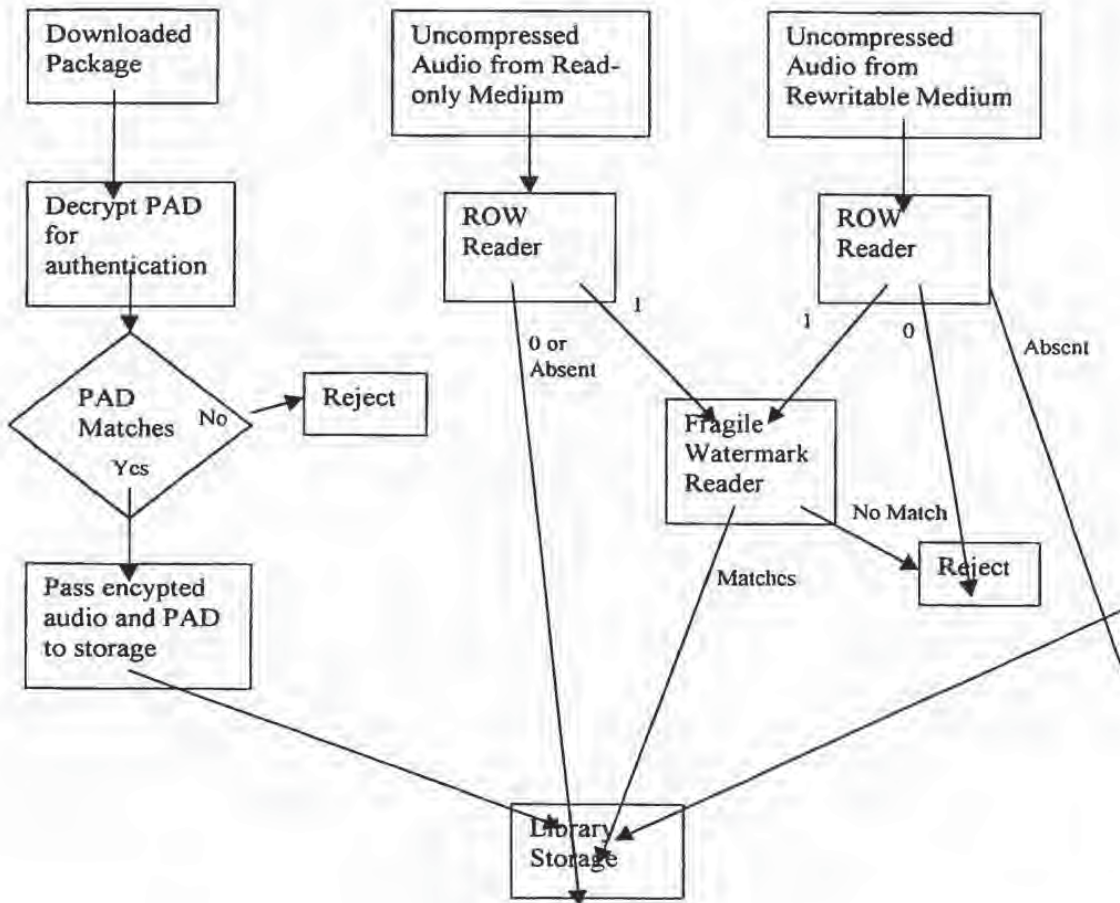 Downloaded
Package
Uncompressed
Audio from Read-
only Medium
Uncompressed
Audio from
Rewritable Medium
Decrypt PAD
for
authentication
ROW
Reader
ROW
Reader
1
0 or
Absent
1
0
Absent
PAD
Matches
No
Yes
Reject
Fragile
Watermark
Reader
No Match
Matches
Reject
Pass encypted
audio and PAD
to storage
Library
Storage